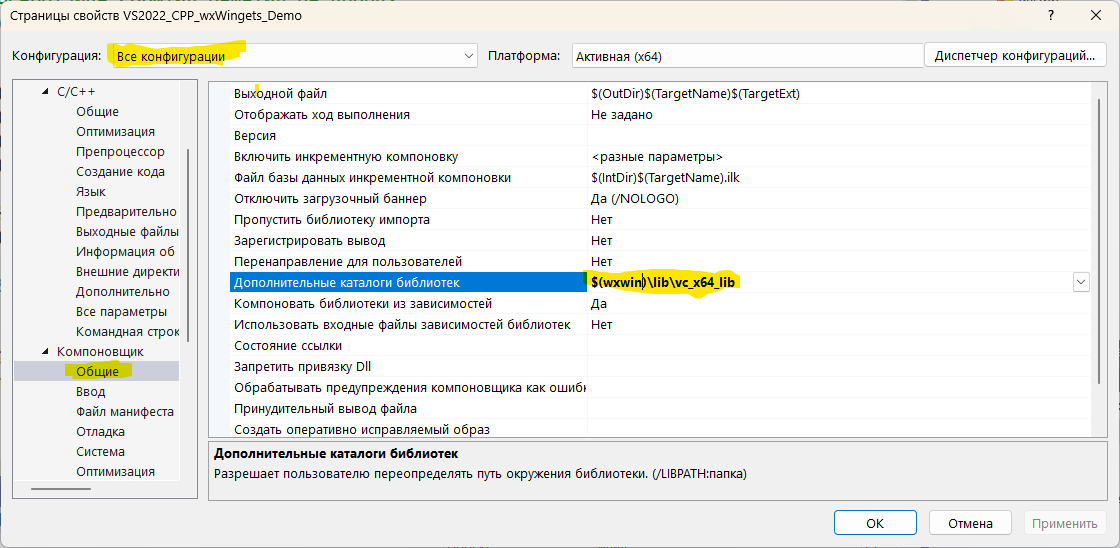 Страницы свойств VS2022_CPP_wxWingets_Demo
Конфигурация: Все конфигурации Платформа: Активная (x64) Диспетчер конфигураций...
C/C++
Общие
Оптимизация
Препроцессор
Создание кода
Язык
Предварительно
Выходные файлы
Информация об
Внешние директи
Дополнительно
Все параметры
Командная строк
Компоновщик
Общие
Ввод
Файл манифеста
Отладка
Система
Оптимизация
Выходной файл $(OutDir)$(TargetName)$(TargetExt)
Отображать ход выполнения Не задано
Версия
Включить инкрементную компоновку <разные параметры>
Файл базы данных инкрементной компоновки $(IntDir)$(TargetName).ilk
Отключить загрузочный баннер Да (/NOLOGO)
Пропустить библиотеку импорта Нет
Зарегистрировать вывод Нет
Перенаправление для пользователей Нет
Дополнительные каталоги библиотек $(wxwin)\lib\vc_x64_lib
Компоновать библиотеки из зависимостей Да
Использовать входные файлы зависимостей библиотек Нет
Состояние ссылки
Запретить привязку Dll
Обрабатывать предупреждения компоновщика как ошибк
Принудительный вывод файла
Создать оперативно исправляемый образ
Дополнительные каталоги библиотек
Разрешает пользователю переопределять путь окружения библиотеки. (/LIBPATH:папка)
ОК Отмена Применить